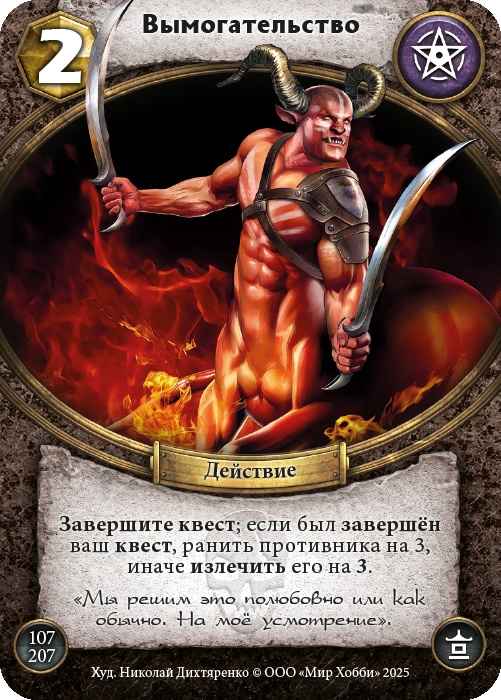 Вымогательство
2
Действие
Завершите квест; если был завершён
ваш квест, ранить противника на 3,
иначе излечить его на 3.
«Мы решим это полюбовно или как
обычно. На моё усмотрение».
107
207
Худ. Николай Дихтяренко © ООО «Мир Хобби» 2025